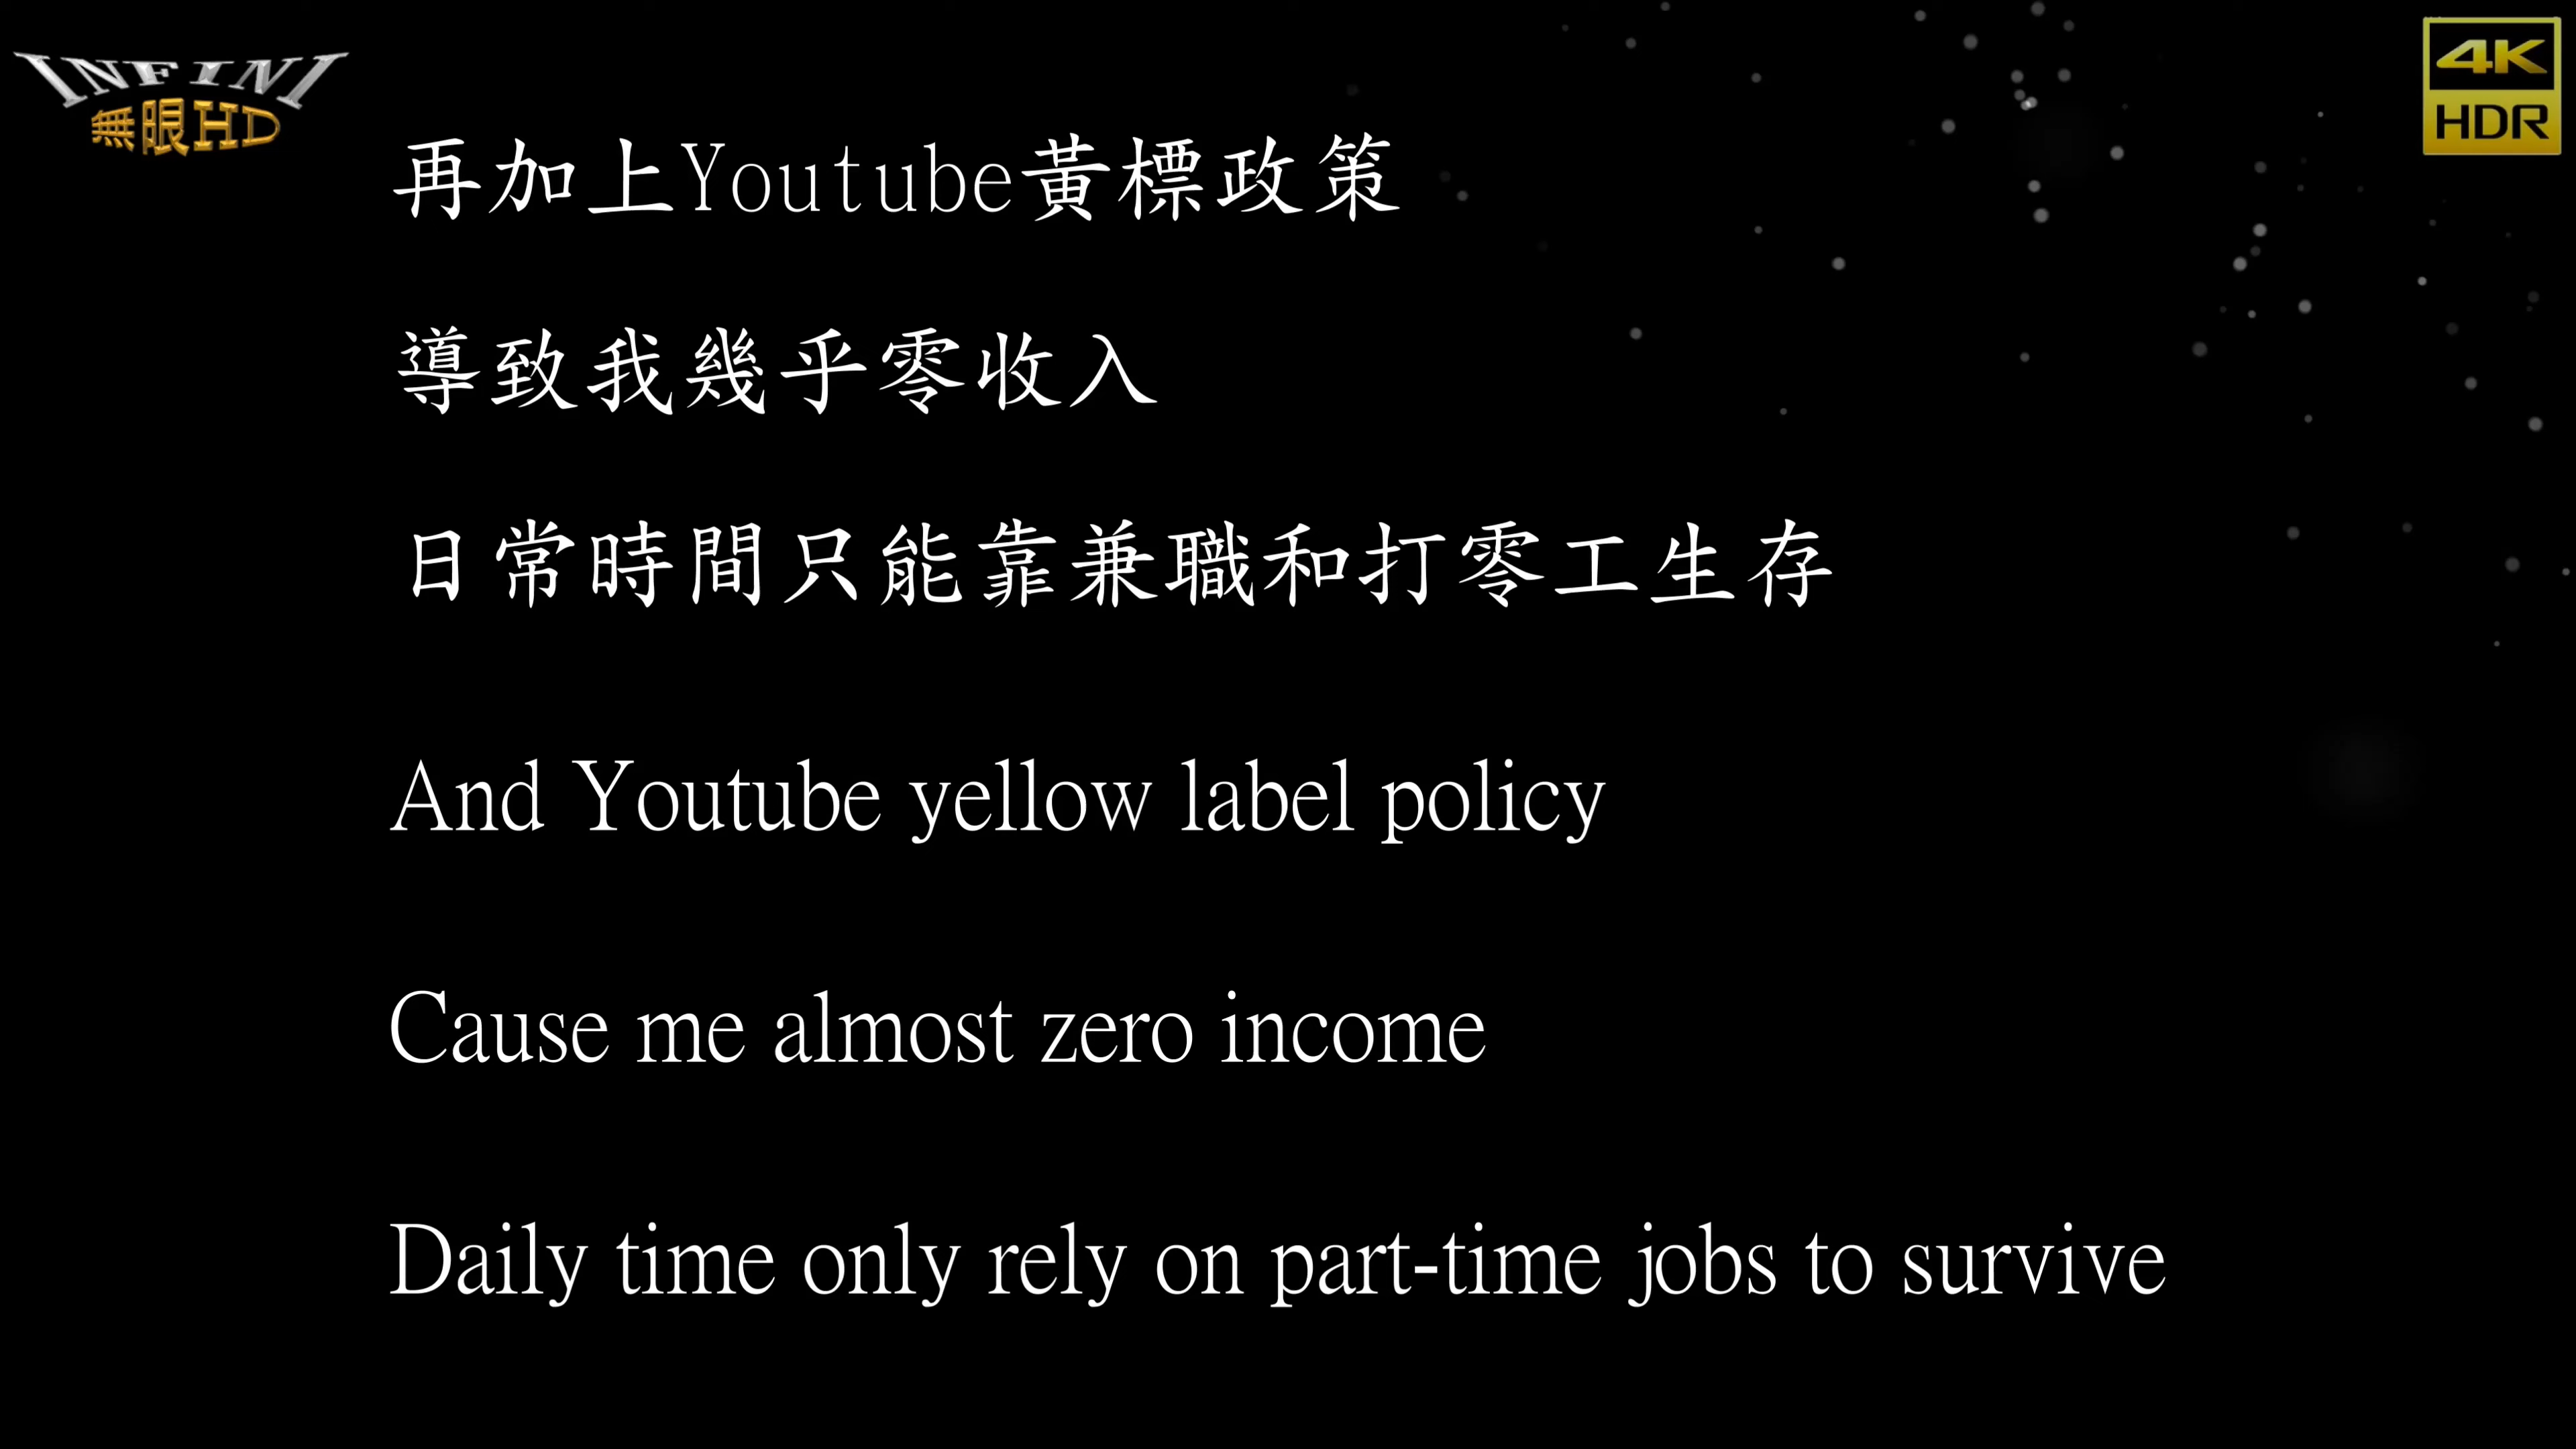 INFINI
無限HD
4K
HDR
再加上Youtube黃標政策
導致我幾乎零收入
日常時間只能靠兼職和打零工生存
And Youtube yellow label policy
Cause me almost zero income
Daily time only rely on part-time jobs to survive